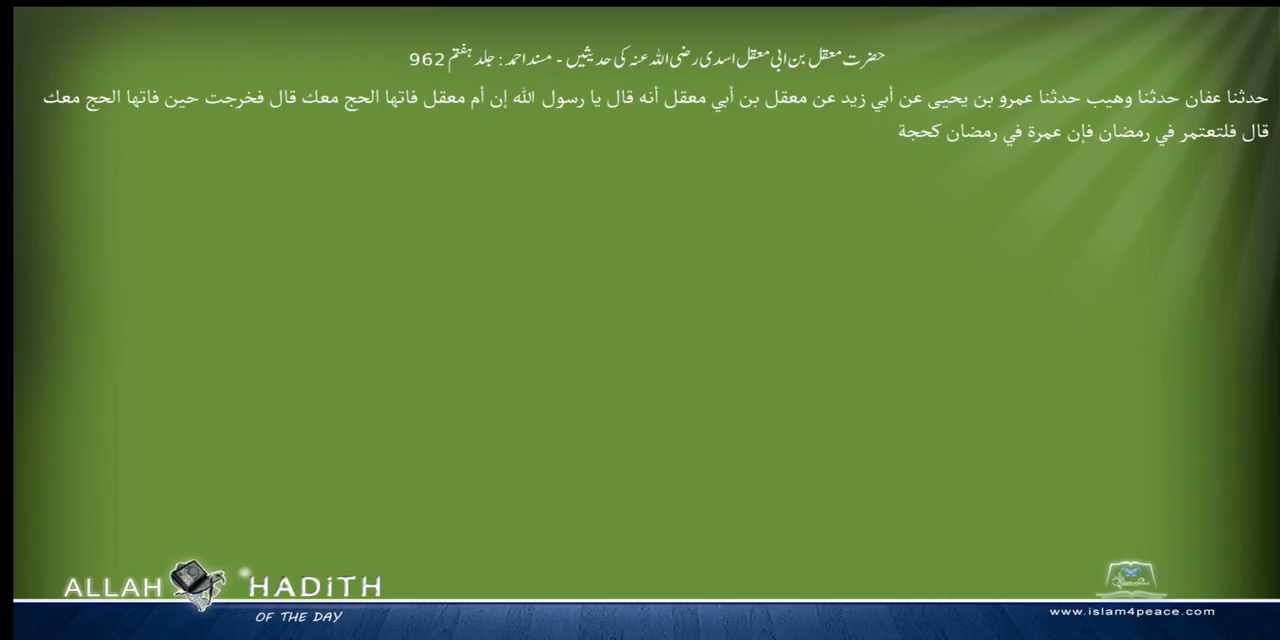 حضرت معقل بن ابی معقل اسدی رضی اللہ عنہ کی حدیثیں - مسند احمد : جلد ہفتم 962
حدثنا عفان حدثنا وهيب حدثنا عمرو بن يحيى عن أبي زيد عن معقل بن أبي معقل أنه قال يا رسول الله إن أم معقل فاتها الحج معك قال فخرجت حين فاتها الحج معك
قال فلتعتمر في رمضان فإن عمرة في رمضان كحجة
ALLAH HADITH
OF THE DAY
www.islam4peace.com